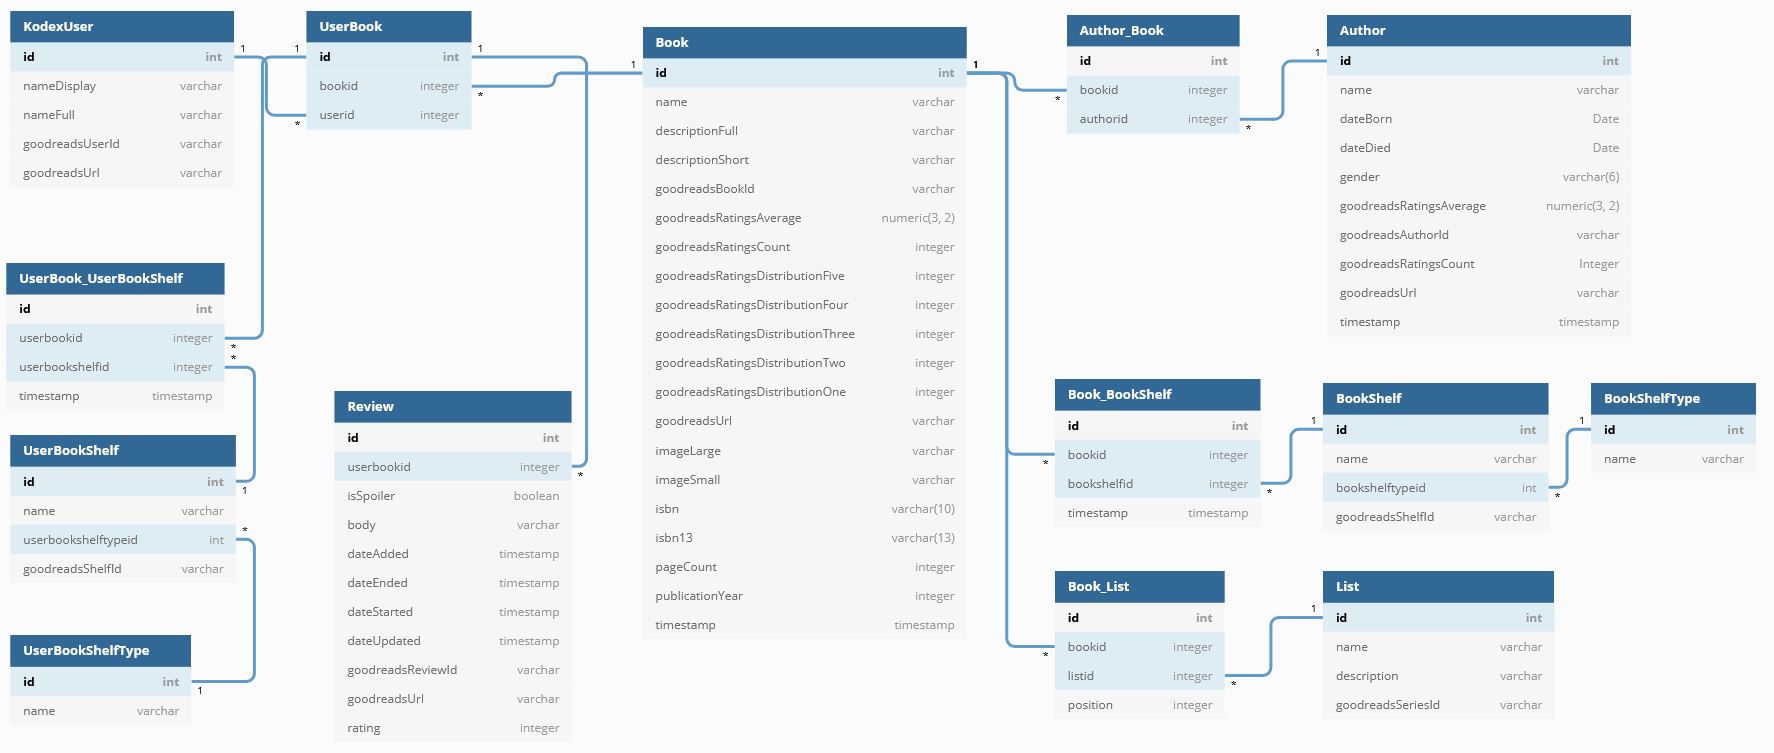 KodexUser
id int
nameDisplay varchar
nameFull varchar
goodreadsUserId varchar
goodreadsUrl varchar
1
*
UserBook
1
id int
1
bookid integer
*
userid integer
Book
1
id int
1
name varchar
descriptionFull varchar
descriptionShort varchar
goodreadsBookId varchar
goodreadsRatingsAverage numeric(3, 2)
goodreadsRatingsCount integer
goodreadsRatingsDistributionFive integer
goodreadsRatingsDistributionFour integer
goodreadsRatingsDistributionThree integer
goodreadsRatingsDistributionTwo integer
goodreadsRatingsDistributionOne integer
goodreadsUrl varchar
imageLarge varchar
imageSmall varchar
isbn varchar(10)
isbn13 varchar(13)
pageCount integer
publicationYear integer
timestamp timestamp
Author_Book
id int
bookid integer
*
authorid integer
*
Author
1
id int
name varchar
dateBorn Date
dateDied Date
gender varchar(6)
goodreadsRatingsAverage numeric(3, 2)
goodreadsAuthorId varchar
goodreadsRatingsCount Integer
goodreadsUrl varchar
timestamp timestamp
UserBook_UserBookShelf
id int
userbookid integer
*
*
userbookshelfid integer
timestamp timestamp
UserBookShelf
id int
1
name varchar
*
userbookshelftypeid int
goodreadsShelfId varchar
UserBookShelfType
id int
1
name varchar
Review
id int
userbookid integer
*
isSpoiler boolean
body varchar
dateAdded timestamp
dateEnded timestamp
dateStarted timestamp
dateUpdated timestamp
goodreadsReviewId varchar
goodreadsUrl varchar
rating integer
Book_BookShelf
id int
bookid integer
*
bookshelfid integer
*
timestamp timestamp
BookShelf
1
id int
name varchar
bookshelftypeid int
*
goodreadsShelfId varchar
BookShelfType
1
id int
name varchar
Book_List
id int
bookid integer
*
listid integer
*
position integer
List
1
id int
name varchar
description varchar
goodreadsSeriesId varchar